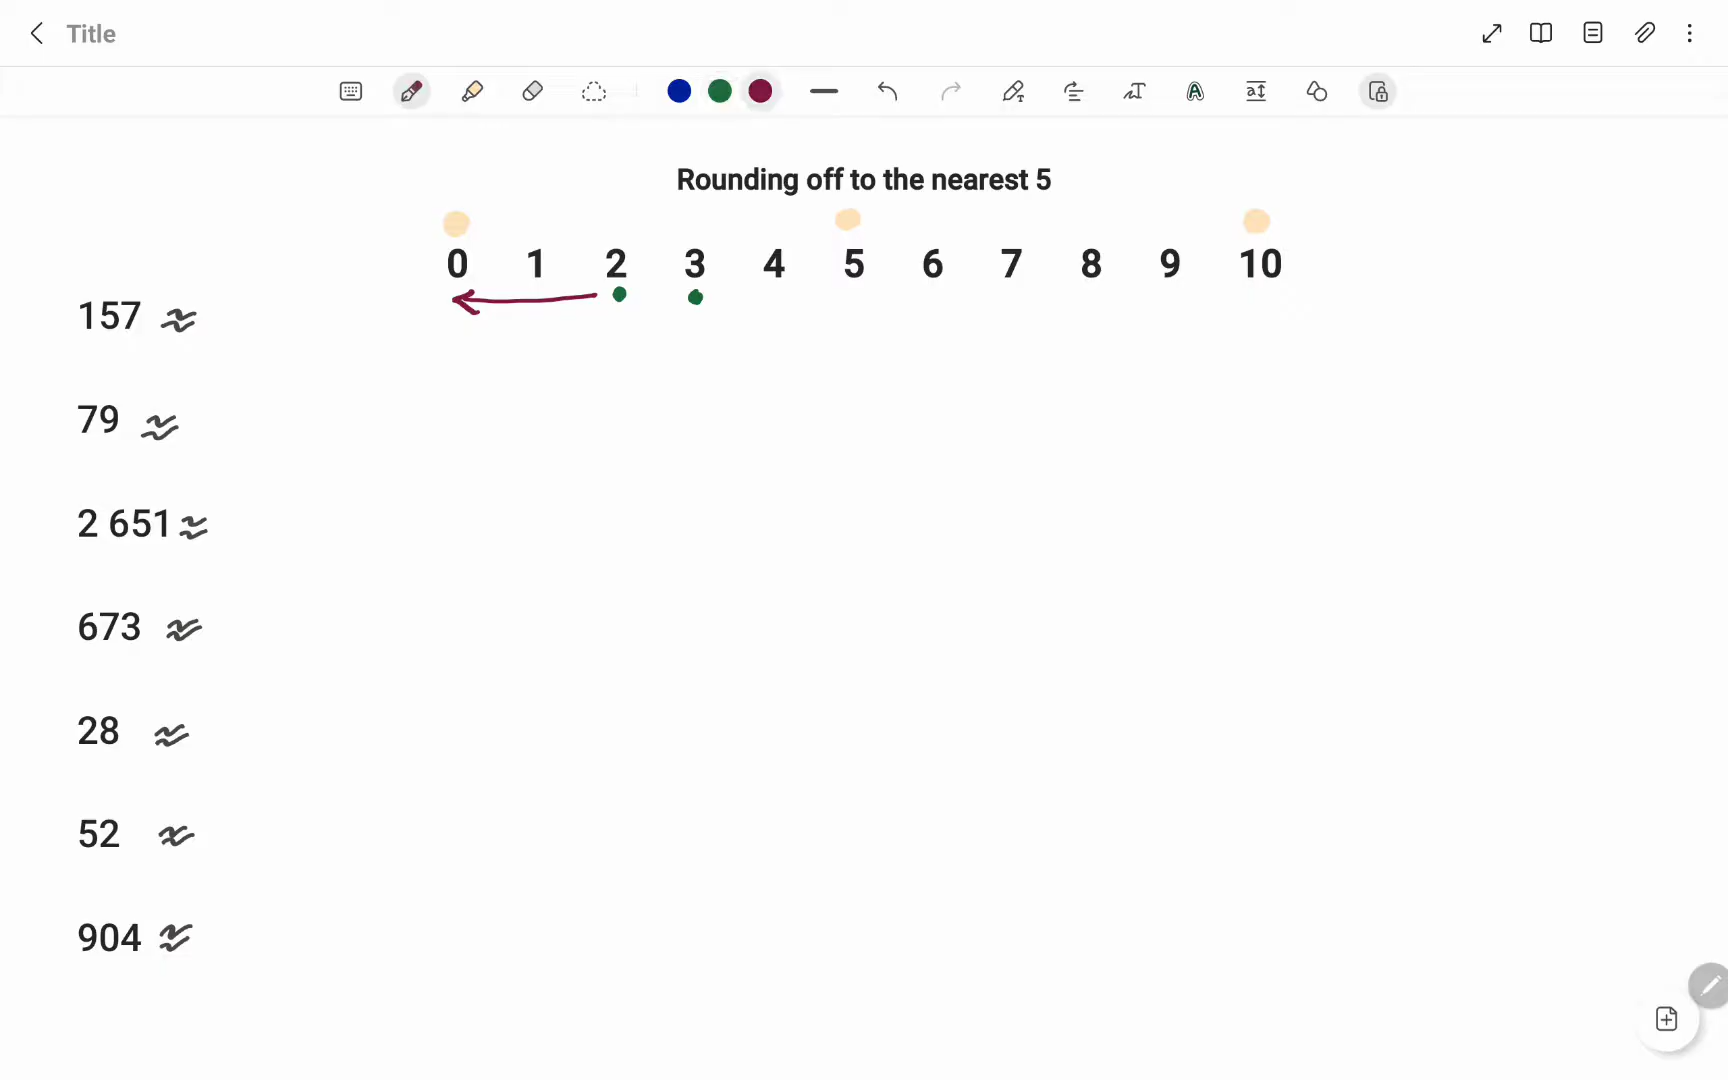 Title
Rounding off to the nearest 5
0 1 2 3 4 5 6 7 8 9 10
157 ≈
79 ≈
2 651 ≈
673 ≈
28 ≈
52 ≈
904 ≈